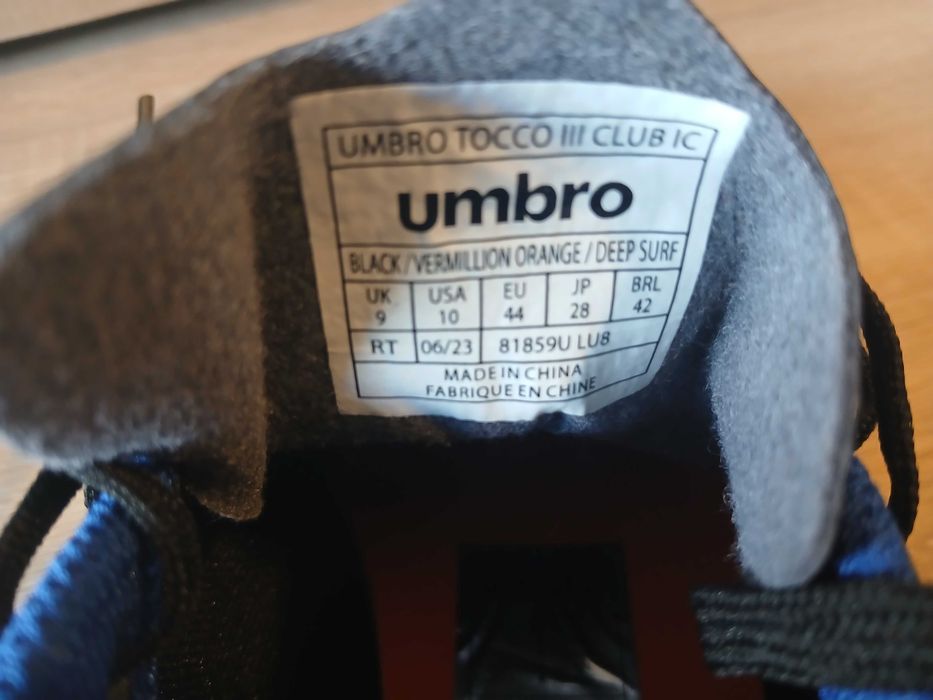 UMBRO TOCCO III CLUB IC
umbro
BLACK/VERMILLION ORANGE/DEEP SURF
UK USA EU JP BRL
9 10 44 28 42
RT 06/23 81859U LU8
MADE IN CHINA
FABRIQUE EN CHINE